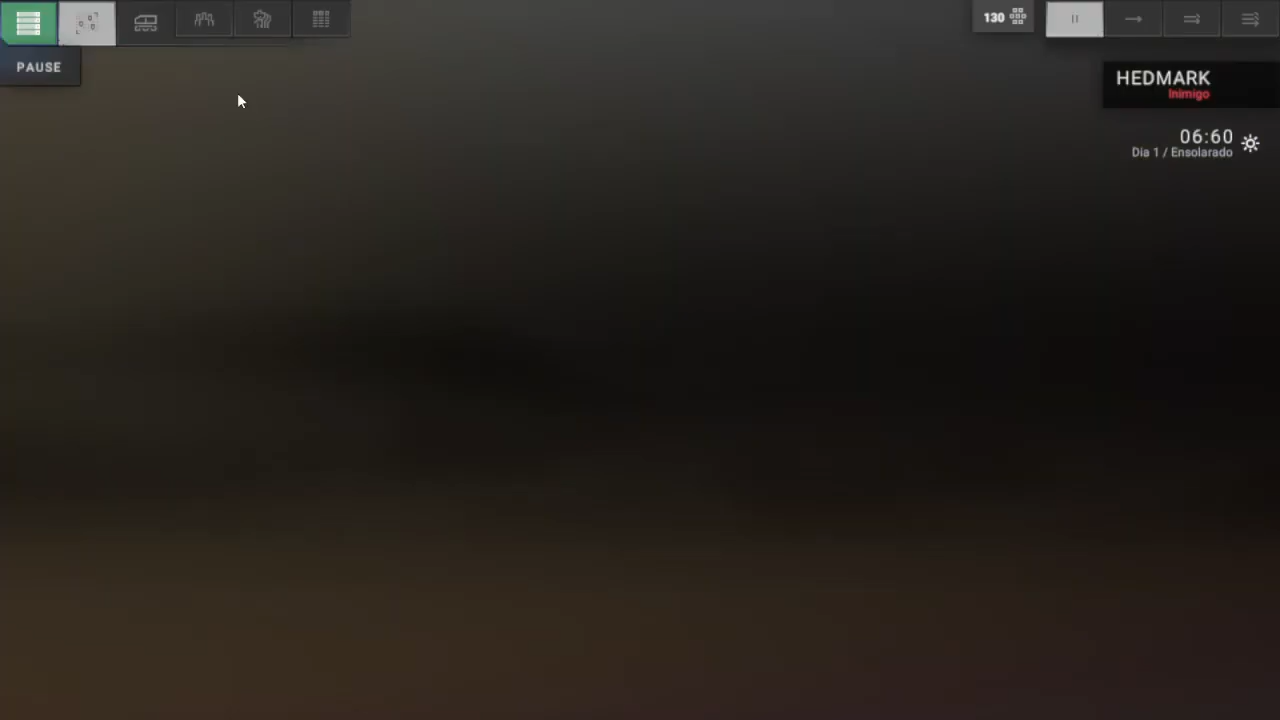 130
PAUSE
HEDMARK
Inimigo
06:60
Dia 1 / Ensolarado